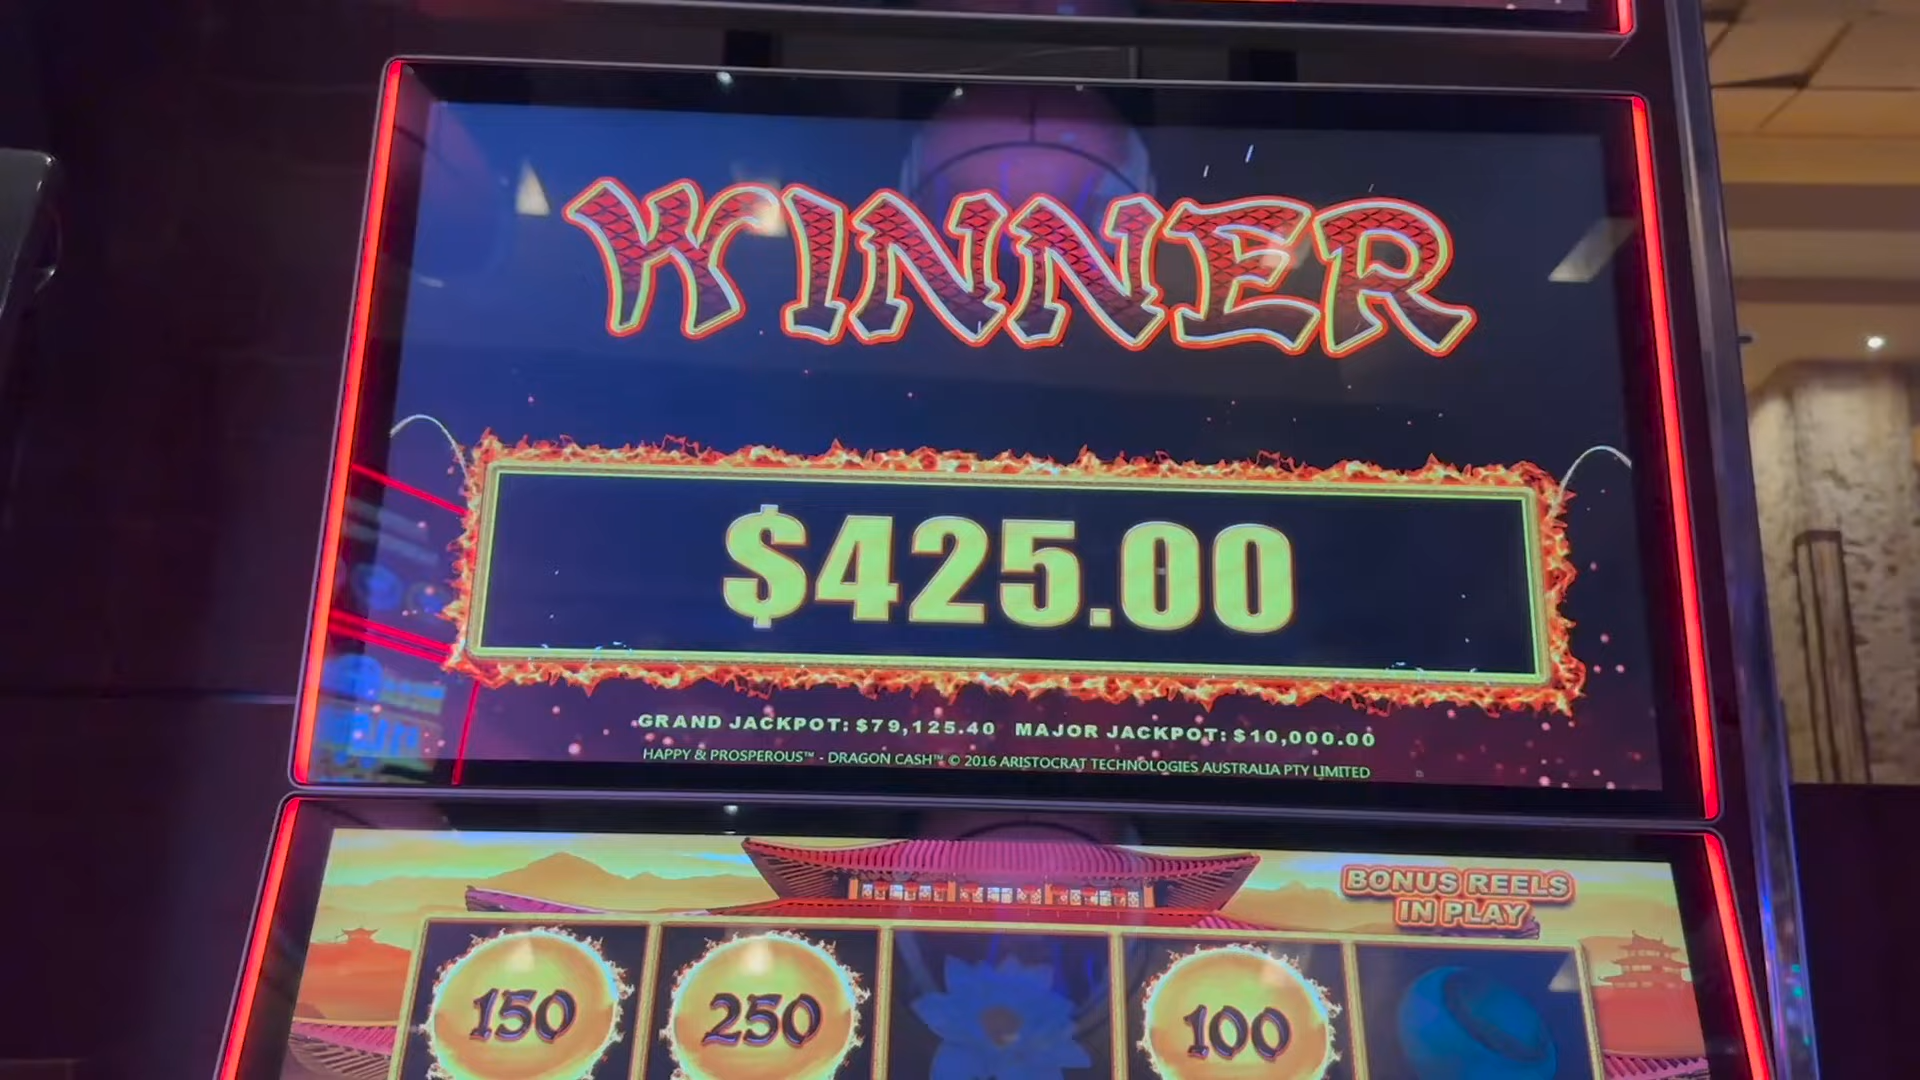 WINNER
$425.00
GRAND JACKPOT: $79,125.40 MAJOR JACKPOT: $10,000.00
HAPPY & PROSPEROUS™ - DRAGON CASH™ © 2016 ARISTOCRAT TECHNOLOGIES AUSTRALIA PTY LIMITED
BONUS REELS
IN PLAY
150 250 100